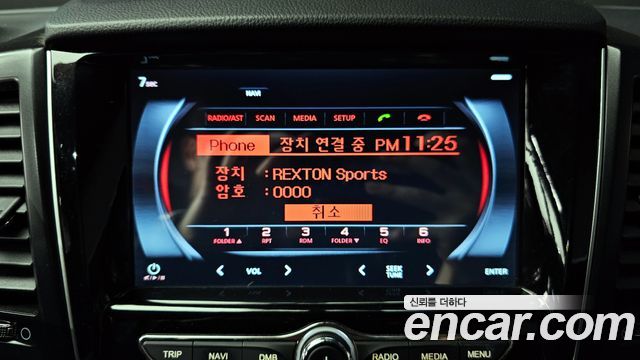 7sec
NAVI
RADIO/AST SCAN MEDIA SETUP
Phone 장치 연결 중 PM 11:25
장치 : REXTON Sports
암호 : 0000
취소
1 2 3 4 5 6
FOLDER ▲ RPT RDM FOLDER ▼ EQ INFO
VOL SEEK TUNE ENTER
신뢰를 더하다
encar.com
TRIP NAVI DMB RADIO MEDIA MENU